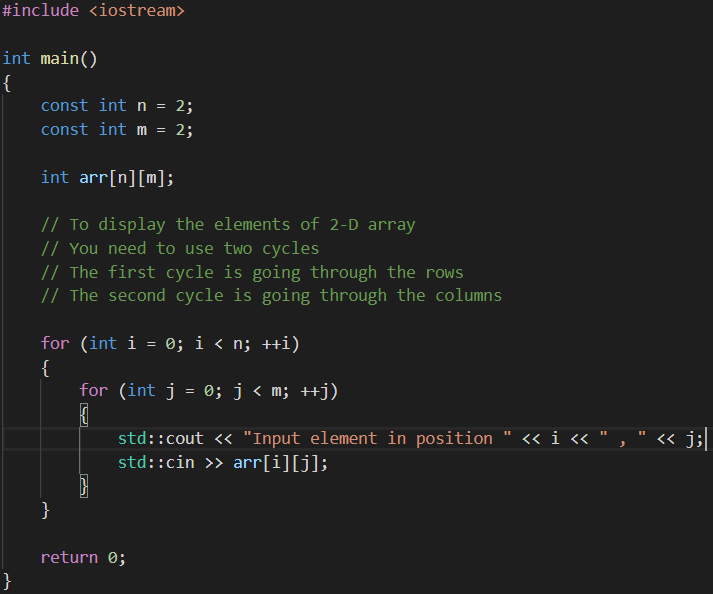 #include <iostream>
int main()
{
    const int n = 2;
    const int m = 2;
    int arr[n][m];
    // To display the elements of 2-D array
    // You need to use two cycles
    // The first cycle is going through the rows
    // The second cycle is going through the columns
    for (int i = 0; i < n; ++i)
    {
        for (int j = 0; j < m; ++j)
        {
            std::cout << "Input element in position " << i << " , " << j;
            std::cin >> arr[i][j];
        }
    }
    return 0;
}